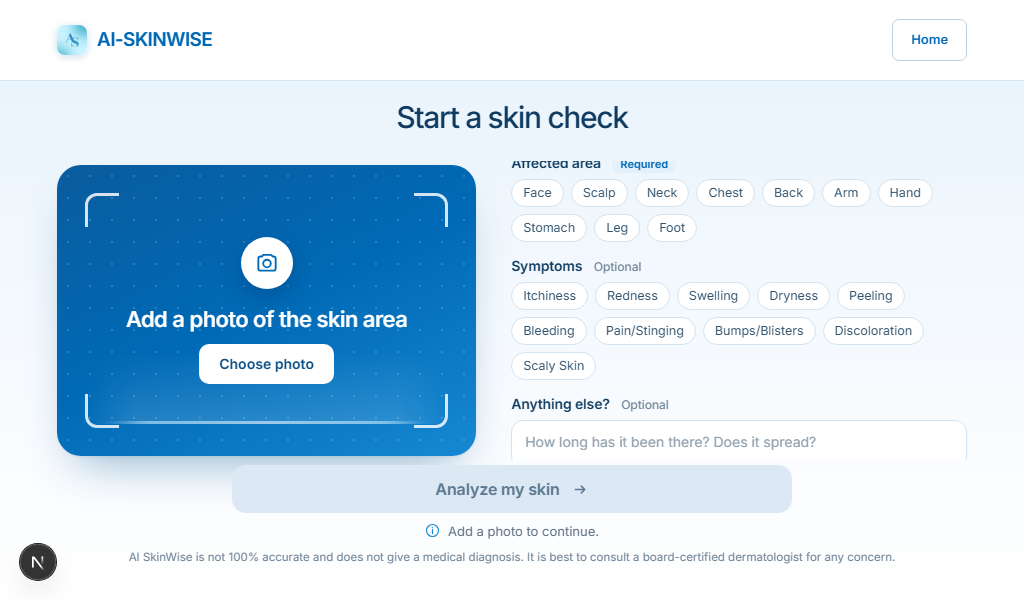 AI-SKINWISE
Home
Start a skin check
Affected area Required
Face Scalp Neck Chest Back Arm Hand
Stomach Leg Foot
Symptoms Optional
Itchiness Redness Swelling Dryness Peeling
Bleeding Pain/Stinging Bumps/Blisters Discoloration
Scaly Skin
Anything else? Optional
How long has it been there? Does it spread?
Add a photo of the skin area
Choose photo
Analyze my skin →
Add a photo to continue.
AI SkinWise is not 100% accurate and does not give a medical diagnosis. It is best to consult a board-certified dermatologist for any concern.
N